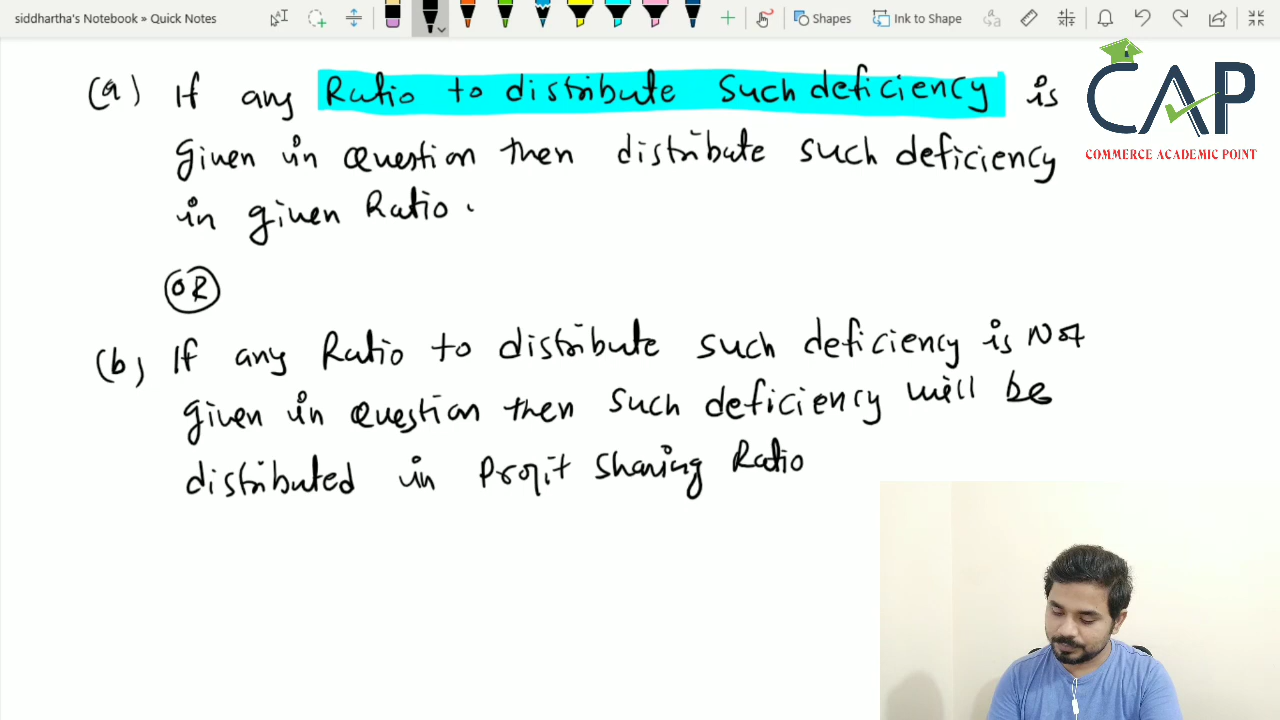 siddhartha's Notebook » Quick Notes
Shapes
Ink to Shape
CAP
COMMERCE ACADEMIC POINT
(a) If any Ratio to distribute such deficiency is
given in question then distribute such deficiency
in given Ratio.
OR
(b) If any Ratio to distribute such deficiency is Not
given in question then such deficiency will be
distributed in Profit sharing Ratio